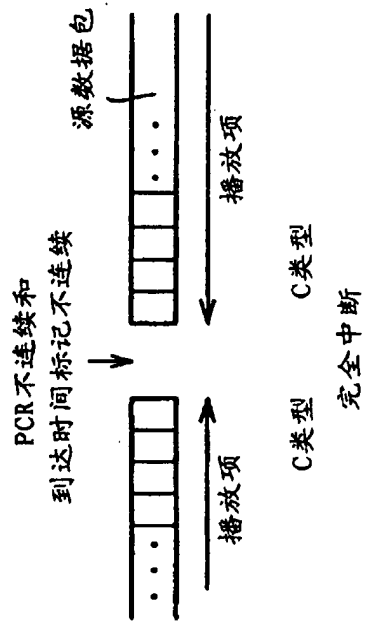 PCR不连续和
到达时间标记不连续
源数据包
播放项
播放项
C类型
C类型
完全中断